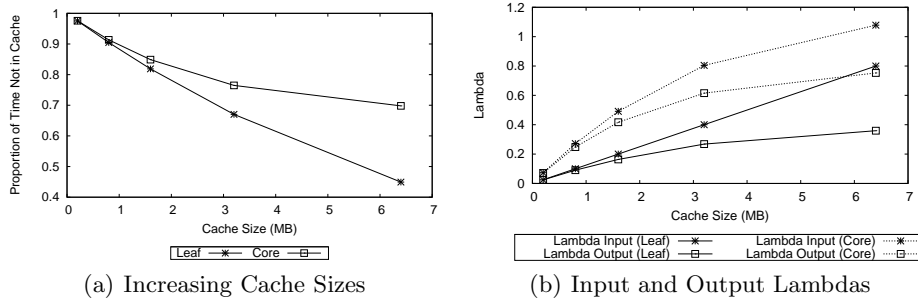 Proportion of Time Not in Cache
1
0.9
0.8
0.7
0.6
0.5
0.4
0 1 2 3 4 5 6 7
Cache Size (MB)
Leaf Core
(a) Increasing Cache Sizes
Lambda
1.2
1
0.8
0.6
0.4
0.2
0
0 1 2 3 4 5 6 7
Cache Size (MB)
Lambda Input (Leaf) Lambda Input (Core)
Lambda Output (Leaf) Lambda Output (Core)
(b) Input and Output Lambdas